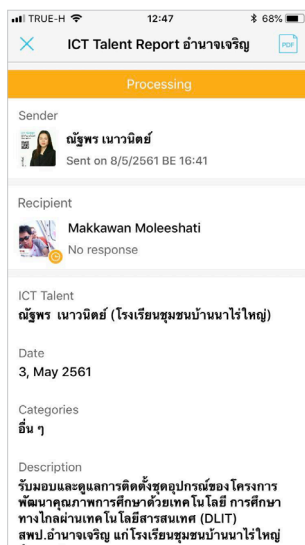 TRUE-H 12:47 68%
ICT Talent Report อำนาจเจริญ PDF
Processing
Sender
ณัฐพร เนาวนิตย์
Sent on 8/5/2561 BE 16:41
Recipient
Makkawan Moleeshati
No response
ICT Talent
ณัฐพร เนาวนิตย์ (โรงเรียนชุมชนบ้านนาไร่ใหญ่)
Date
3, May 2561
Categories
อื่น ๆ
Description
รับมอบและดูแลการติดตั้งชุดอุปกรณ์ของโครงการ
พัฒนาคุณภาพการศึกษาด้วยเทคโนโลยี การศึกษา
ทางไกลผ่านเทคโนโลยีสารสนเทศ (DLIT)
สพป.อำนาจเจริญ แก่โรงเรียนชุมชนบ้านนาไร่ใหญ่